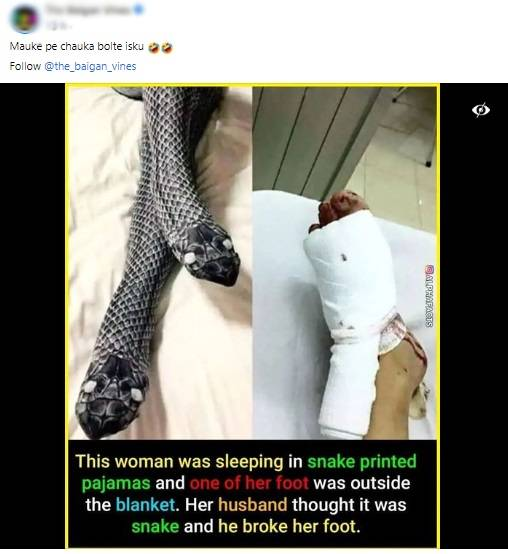 Mauke pe chauka bolte isku 🤣🤣
Follow @the_baigan_vines
@ALPHAFACTS
This woman was sleeping in snake printed
pajamas and one of her foot was outside
the blanket. Her husband thought it was
snake and he broke her foot.